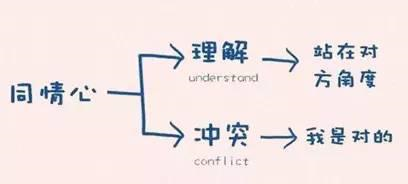 同情心
理解
understand
站在对
方角度
冲突
conflict
我是对的